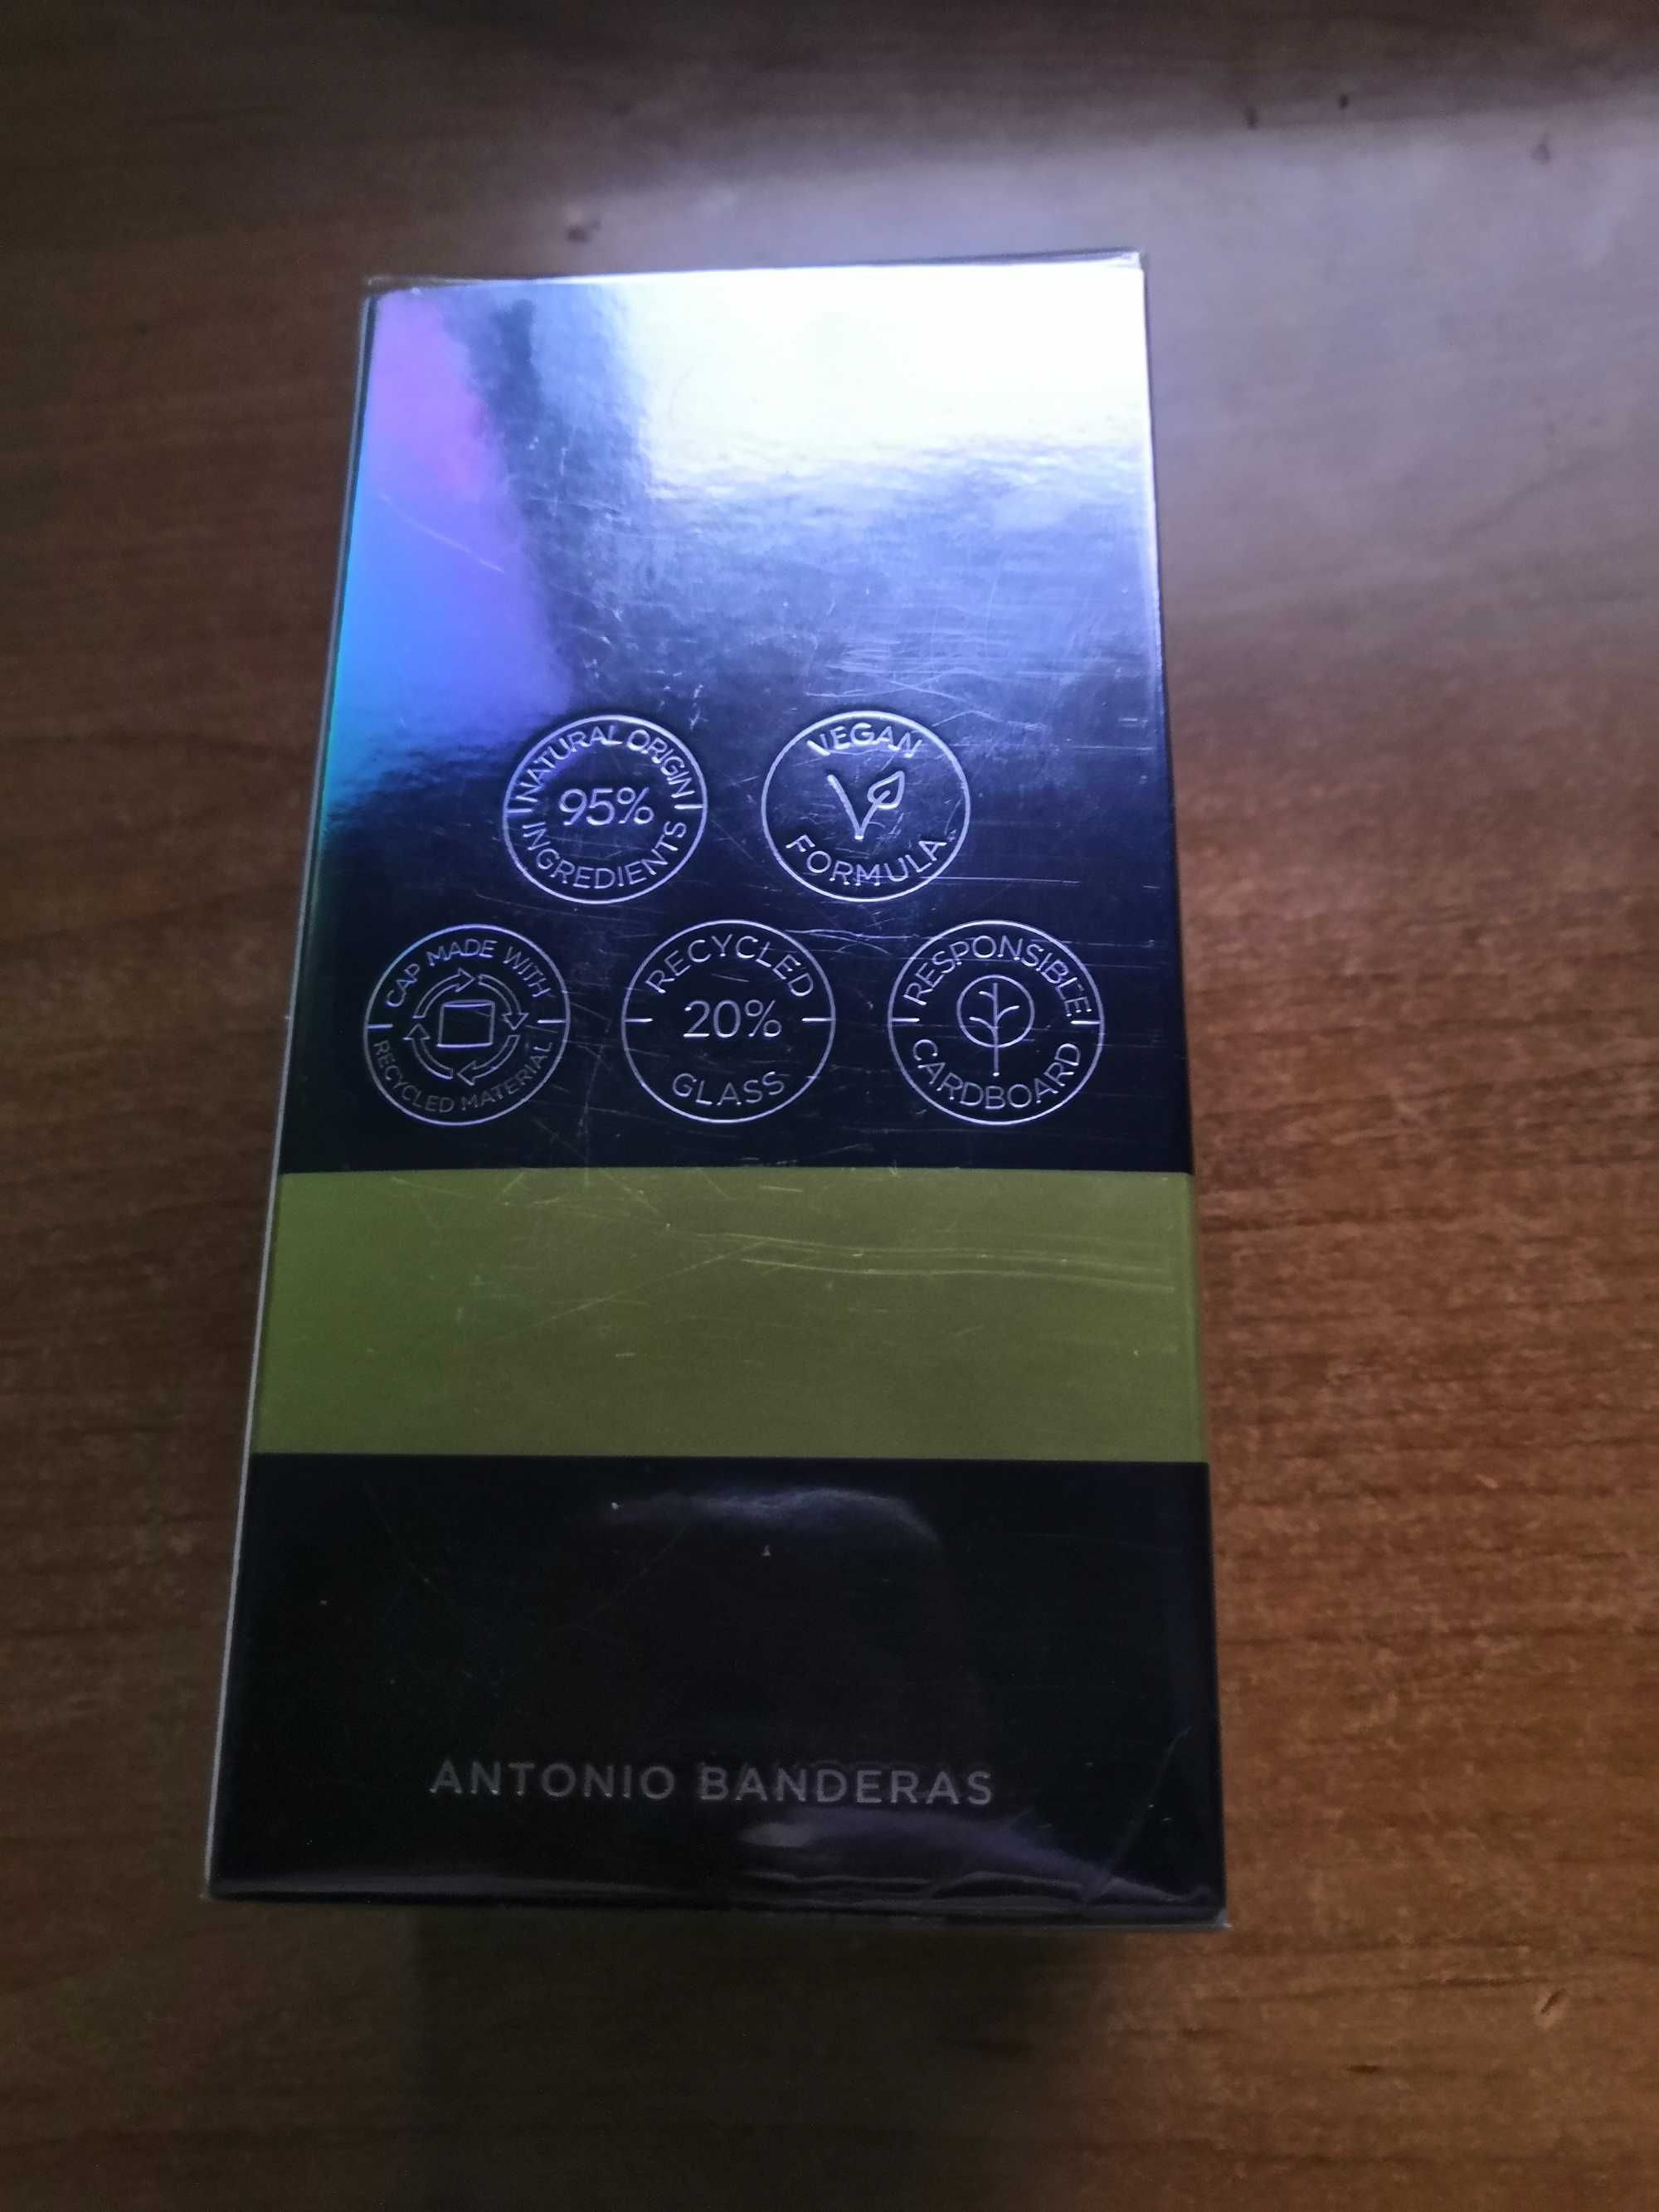 NATURAL ORIGIN
95%
INGREDIENTS
VEGAN
FORMULA
CAP MADE WITH
RECYCLED MATERIAL
RECYCLED
20%
GLASS
RESPONSIBLE
CARDBOARD
ANTONIO BANDERAS